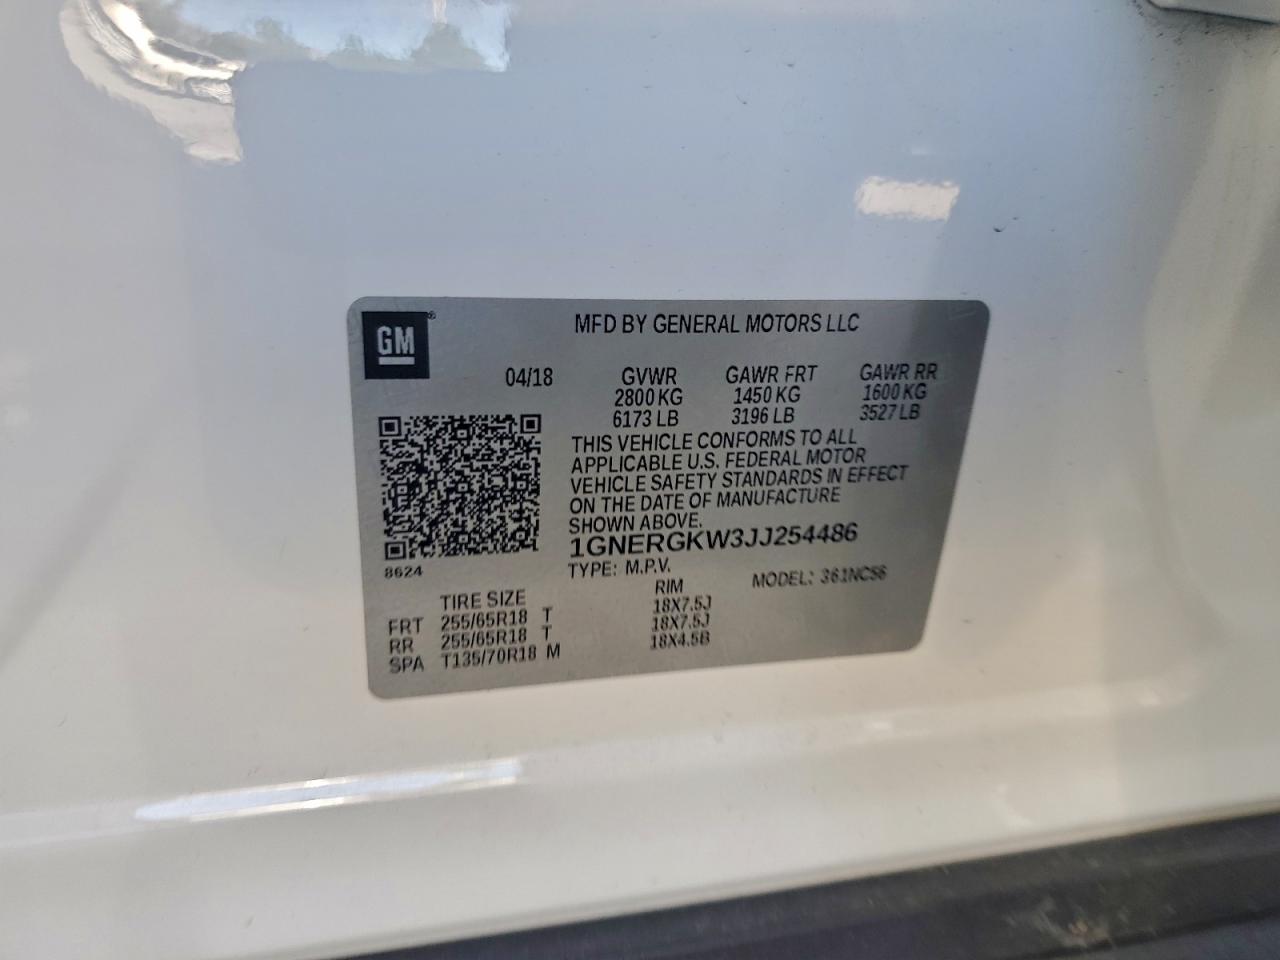 GM®
MFD BY GENERAL MOTORS LLC
04/18 GVWR GAWR FRT GAWR RR
2800 KG 1450 KG 1600 KG
6173 LB 3196 LB 3527 LB
THIS VEHICLE CONFORMS TO ALL
APPLICABLE U.S. FEDERAL MOTOR
VEHICLE SAFETY STANDARDS IN EFFECT
ON THE DATE OF MANUFACTURE
SHOWN ABOVE.
1GNERGKW3JJ254486
8624
TYPE: M.P.V. MODEL: 361NC56
TIRE SIZE RIM
FRT 255/65R18 T 18X7.5J
RR 255/65R18 T 18X7.5J
SPA T135/70R18 M 18X4.5B